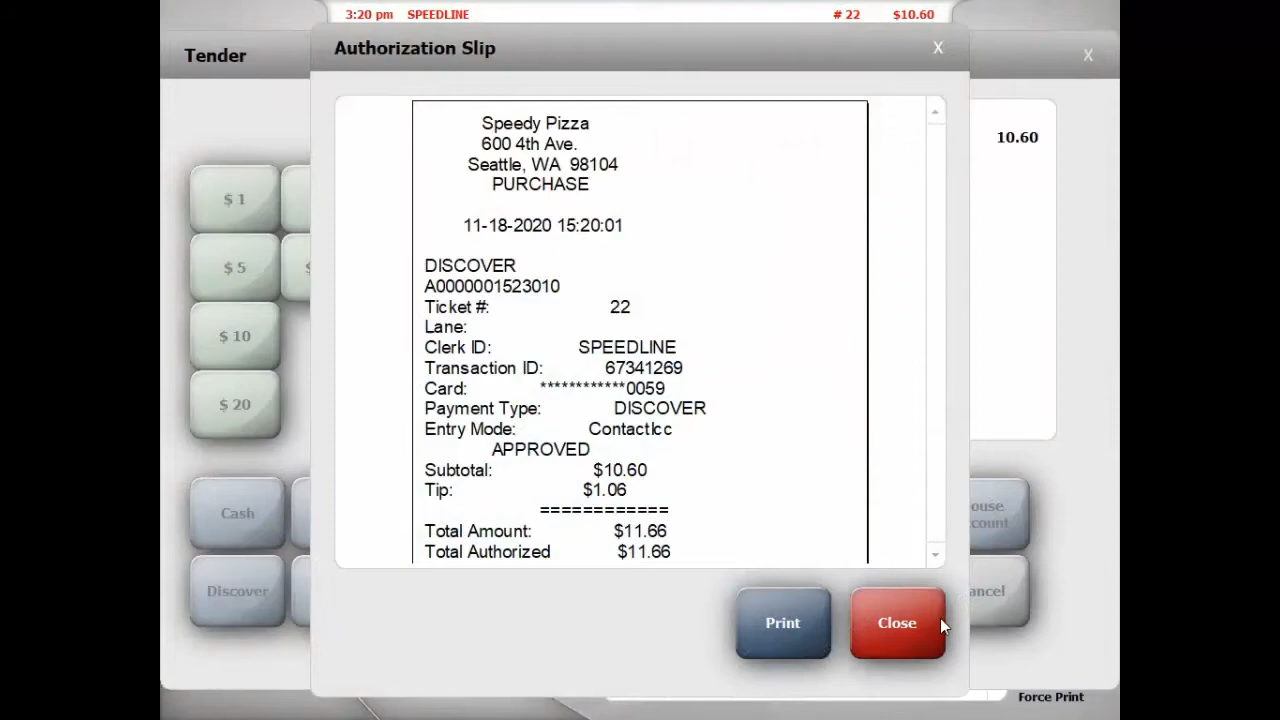 3:20 pm SPEEDLINE # 22 $10.60
Tender
X
Authorization Slip
X
10.60
$ 1
$ 5
$ 10
$ 20
Cash
Discover
Speedy Pizza
600 4th Ave.
Seattle, WA 98104
PURCHASE
11-18-2020 15:20:01
DISCOVER
A0000001523010
Ticket #: 22
Lane:
Clerk ID: SPEEDLINE
Transaction ID: 67341269
Card: ************0059
Payment Type: DISCOVER
Entry Mode: ContactIcc
APPROVED
Subtotal: $10.60
Tip: $1.06
============
Total Amount: $11.66
Total Authorized $11.66
Print
Close
ouse
count
ancel
Force Print